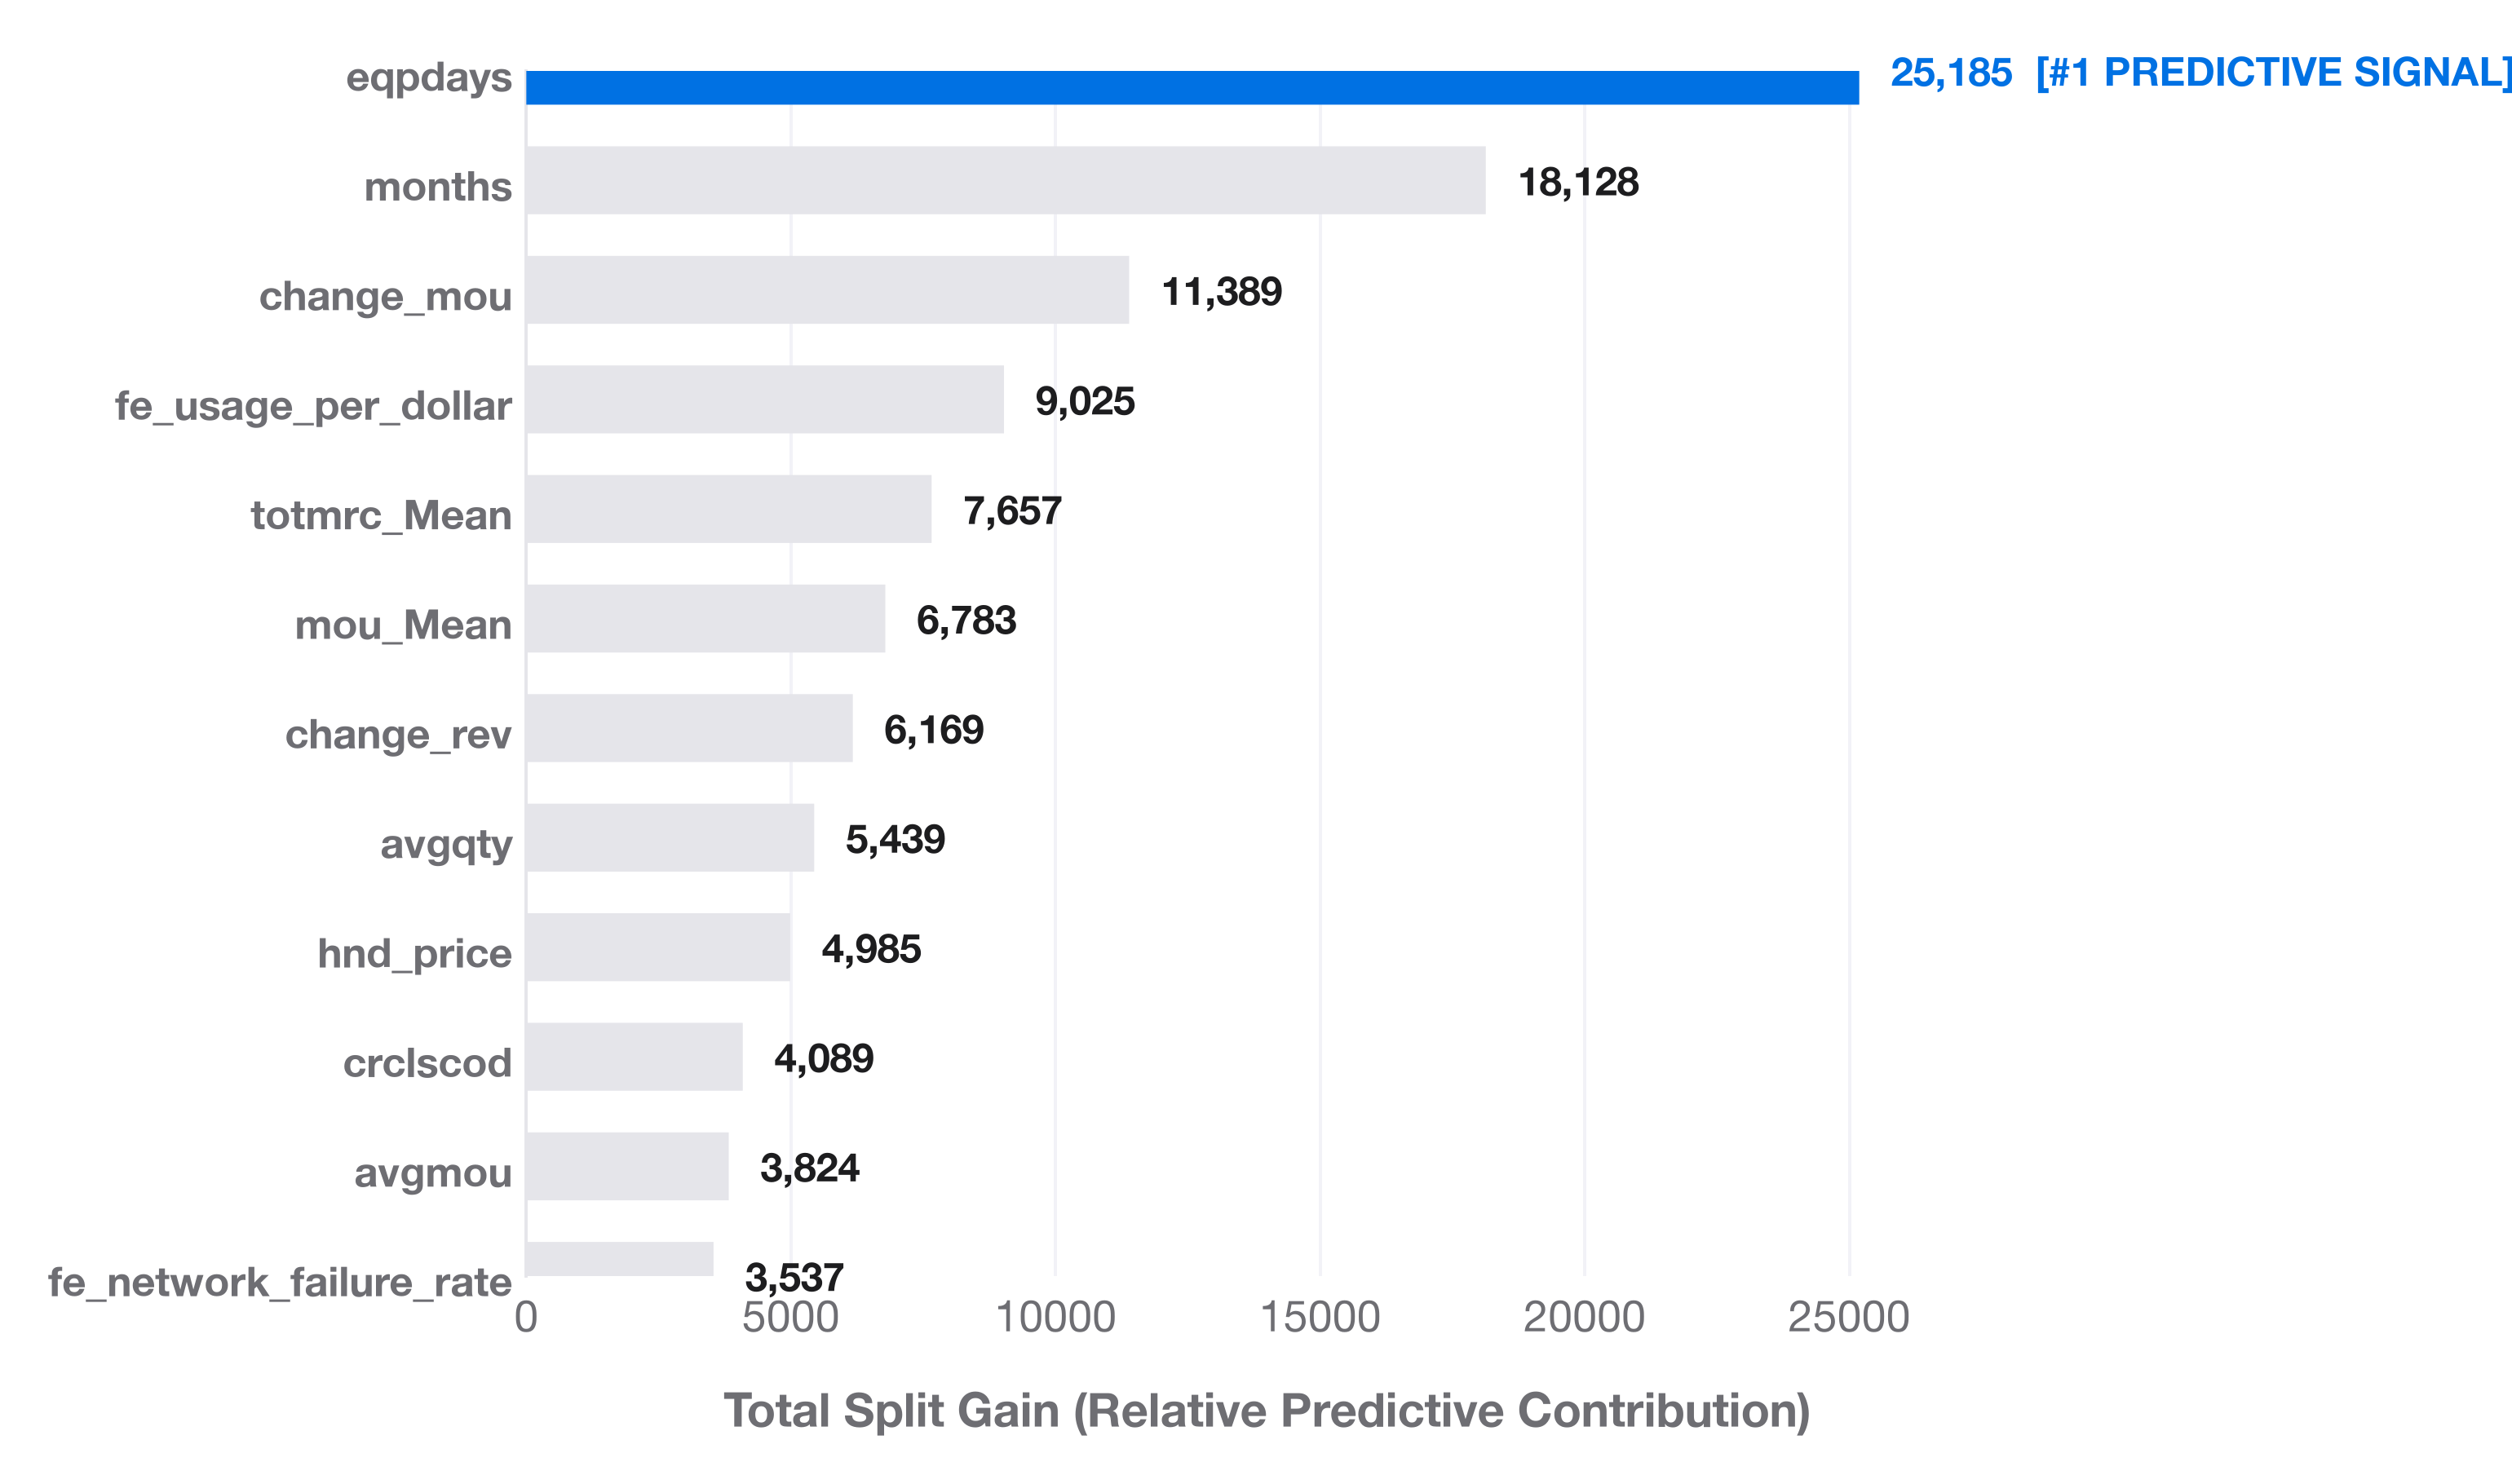 eqpdays 25,185 [#1 PREDICTIVE SIGNAL]
months 18,128
change_mou 11,389
fe_usage_per_dollar 9,025
totmrc_Mean 7,657
mou_Mean 6,783
change_rev 6,169
avgqty 5,439
hnd_price 4,985
crclscod 4,089
avgmou 3,824
fe_network_failure_rate 3,537
0 5000 10000 15000 20000 25000
Total Split Gain (Relative Predictive Contribution)